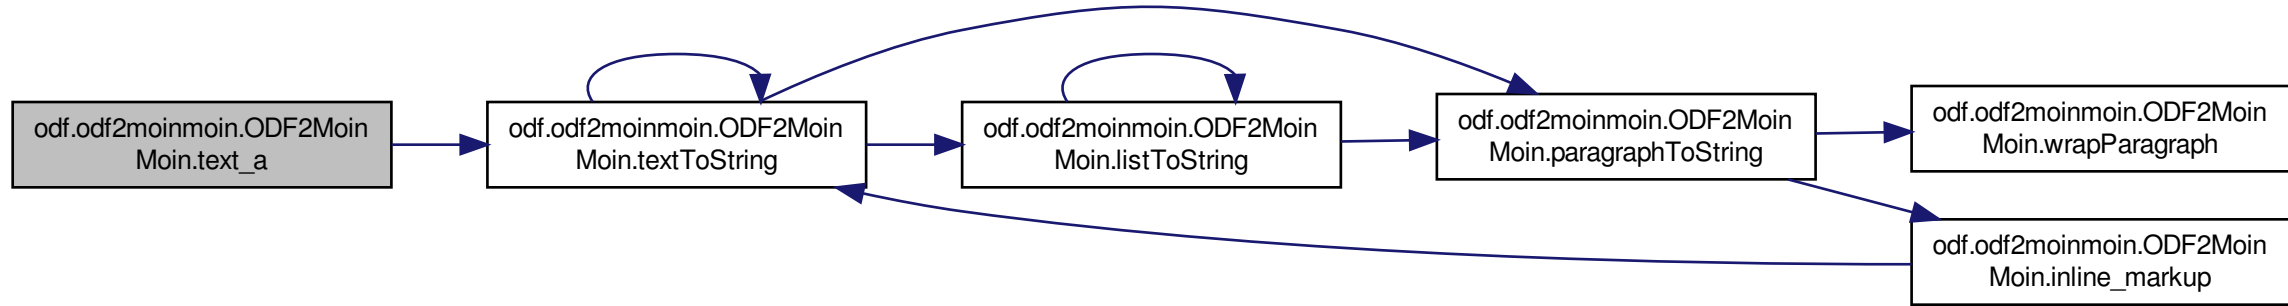 odf.odf2moinmoin.ODF2Moin
Moin.text_a
odf.odf2moinmoin.ODF2Moin
Moin.textToString
odf.odf2moinmoin.ODF2Moin
Moin.listToString
odf.odf2moinmoin.ODF2Moin
Moin.paragraphToString
odf.odf2moinmoin.ODF2Moin
Moin.wrapParagraph
odf.odf2moinmoin.ODF2Moin
Moin.inline_markup